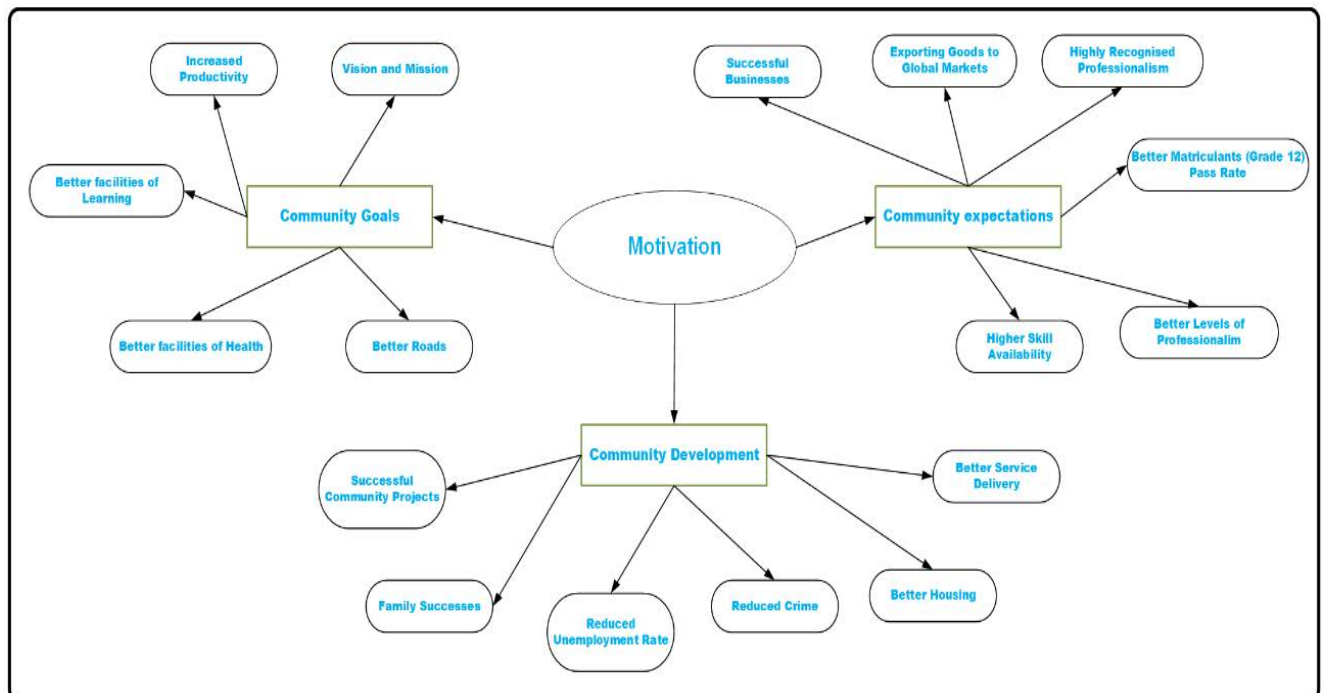 Increased
Productivity
Vision and Mission
Better facilities of
Learning
Community Goals
Better facilities of Health
Better Roads
Motivation
Successful
Businesses
Exporting Goods to
Global Markets
Highly Recognised
Professionalism
Better Matriculants (Grade 12)
Pass Rate
Community expectations
Higher Skill
Availability
Better Levels of
Professionalim
Community Development
Successful
Community Projects
Better Service
Delivery
Family Successes
Reduced
Unemployment Rate
Reduced Crime
Better Housing